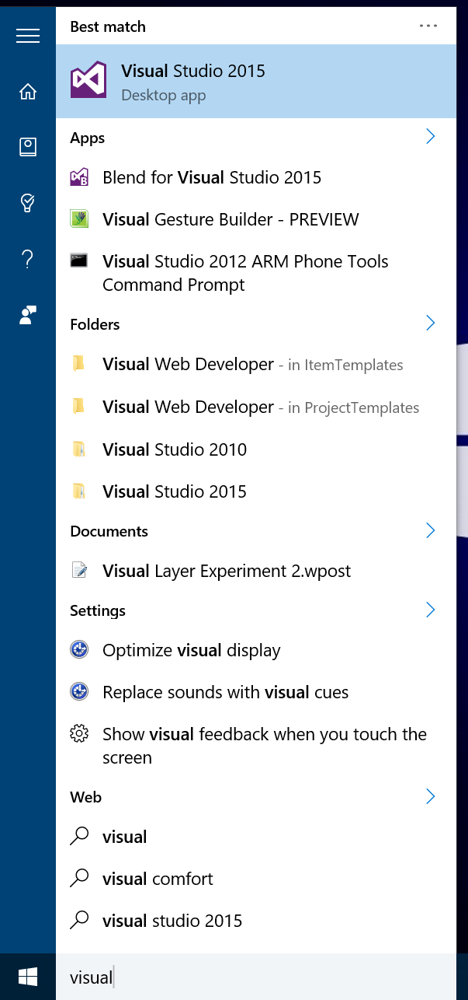 Best match
Visual Studio 2015
Desktop app
Apps
Blend for Visual Studio 2015
Visual Gesture Builder - PREVIEW
Visual Studio 2012 ARM Phone Tools
Command Prompt
Folders
Visual Web Developer - in ItemTemplates
Visual Web Developer - in ProjectTemplates
Visual Studio 2010
Visual Studio 2015
Documents
Visual Layer Experiment 2.wpost
Settings
Optimize visual display
Replace sounds with visual cues
Show visual feedback when you touch the
screen
Web
visual
visual comfort
visual studio 2015
visual